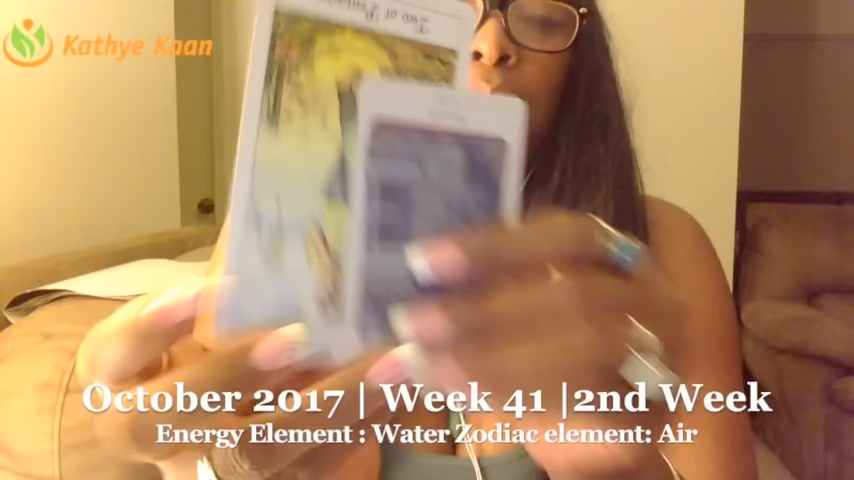 Kathye Kaan
October 2017 | Week 41 |2nd Week
Energy Element : Water Zodiac element: Air